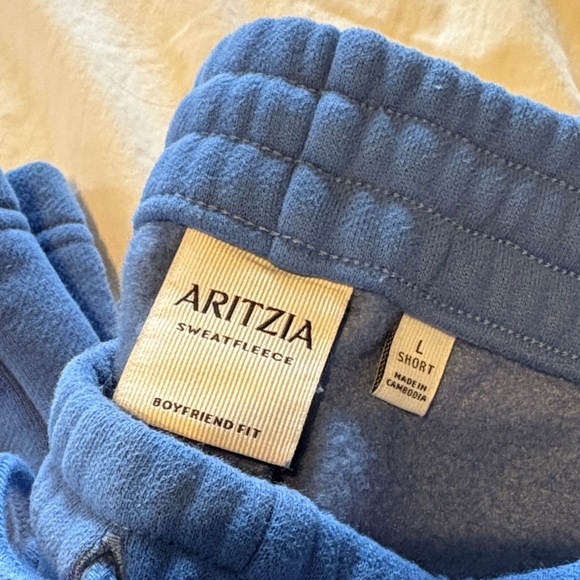 ARITZIA
SWEATFLEECE
BOYFRIEND FIT
L
SHORT
MADE IN
CAMBODIA